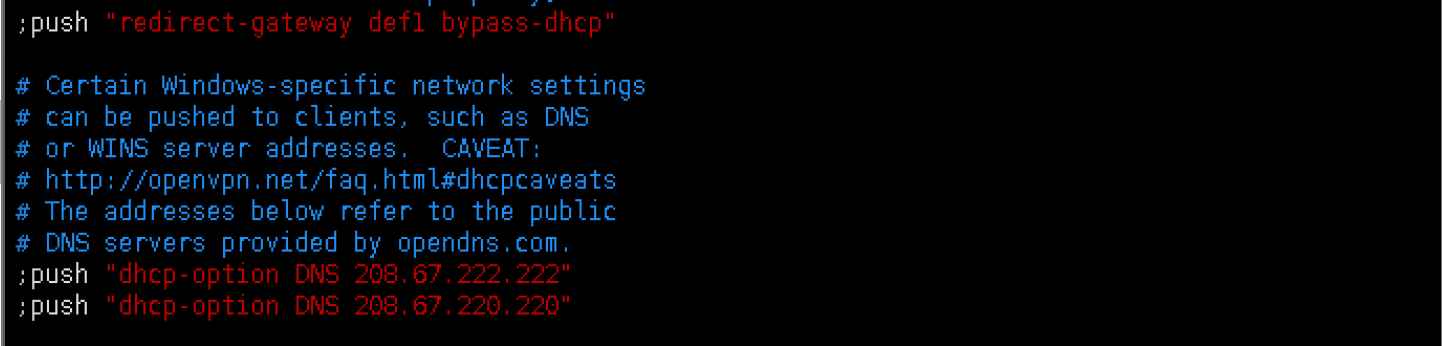 ;push "redirect-gateway def1 bypass-dhcp"
# Certain Windows-specific network settings
# can be pushed to clients, such as DNS
# or WINS server addresses.  CAVEAT:
# http://openvpn.net/faq.html#dhcpcaveats
# The addresses below refer to the public
# DNS servers provided by opendns.com.
;push "dhcp-option DNS 208.67.222.222"
;push "dhcp-option DNS 208.67.220.220"